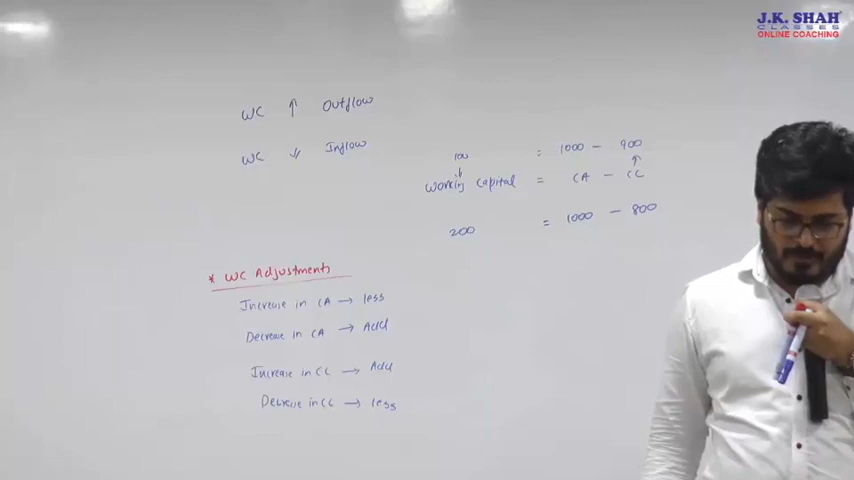 J.K. SHAH
CLASSES
ONLINE COACHING
WC ↑ Outflow
WC ↓ Inflow
100 = 1000 - 900
↓ ↑
Working Capital = CA - CL
200 = 1000 - 800
* WC Adjustments
Increase in CA → less
Decrease in CA → Add
Increase in CL → Add
Decrease in CL → less